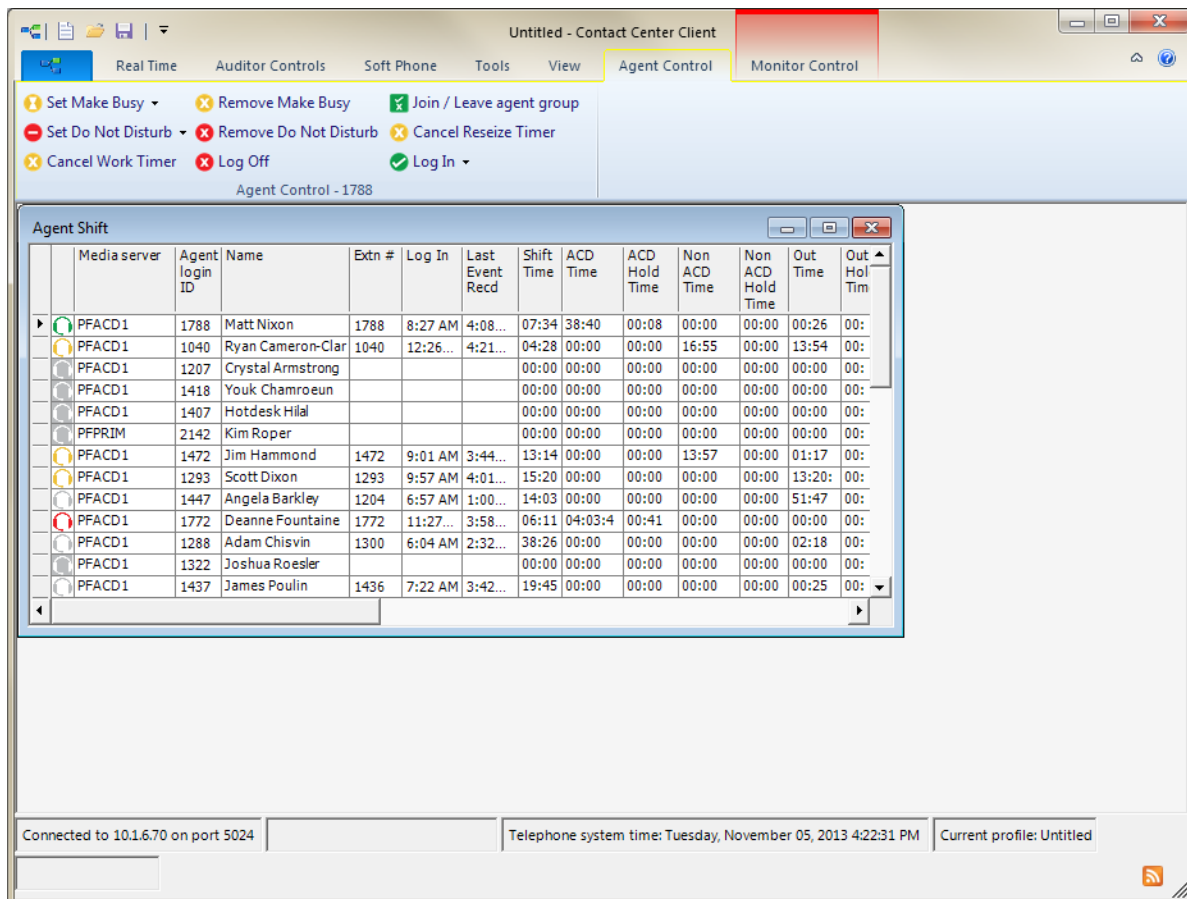 Untitled - Contact Center Client
Real Time Auditor Controls Soft Phone Tools View Agent Control Monitor Control
Set Make Busy Remove Make Busy Join / Leave agent group
Set Do Not Disturb Remove Do Not Disturb Cancel Reseize Timer
Cancel Work Timer Log Off Log In
Agent Control - 1788
Agent Shift
Media server Agent login ID Name Extn # Log In Last Event Recd Shift Time ACD Time ACD Hold Time Non ACD Time Non ACD Hold Time Out Time Out Hol Tim
PFACD1 1788 Matt Nixon 1788 8:27 AM 4:08... 07:34 38:40 00:08 00:00 00:00 00:26 00:
PFACD1 1040 Ryan Cameron-Clar 1040 12:26... 4:21... 04:28 00:00 00:00 16:55 00:00 13:54 00:
PFACD1 1207 Crystal Armstrong 00:00 00:00 00:00 00:00 00:00 00:00 00:
PFACD1 1418 Youk Chamroeun 00:00 00:00 00:00 00:00 00:00 00:00 00:
PFACD1 1407 Hotdesk Hilal 00:00 00:00 00:00 00:00 00:00 00:00 00:
PFPRIM 2142 Kim Roper 00:00 00:00 00:00 00:00 00:00 00:00 00:
PFACD1 1472 Jim Hammond 1472 9:01 AM 3:44... 13:14 00:00 00:00 13:57 00:00 01:17 00:
PFACD1 1293 Scott Dixon 1293 9:57 AM 4:01... 15:20 00:00 00:00 00:00 00:00 13:20: 00:
PFACD1 1447 Angela Barkley 1204 6:57 AM 1:00... 14:03 00:00 00:00 00:00 00:00 51:47 00:
PFACD1 1772 Deanne Fountaine 1772 11:27... 3:58... 06:11 04:03:4 00:41 00:00 00:00 00:00 00:
PFACD1 1288 Adam Chisvin 1300 6:04 AM 2:32... 38:26 00:00 00:00 00:00 00:00 02:18 00:
PFACD1 1322 Joshua Roesler 00:00 00:00 00:00 00:00 00:00 00:00 00:
PFACD1 1437 James Poulin 1436 7:22 AM 3:42... 19:45 00:00 00:00 00:00 00:00 00:25 00:
Connected to 10.1.6.70 on port 5024 Telephone system time: Tuesday, November 05, 2013 4:22:31 PM Current profile: Untitled